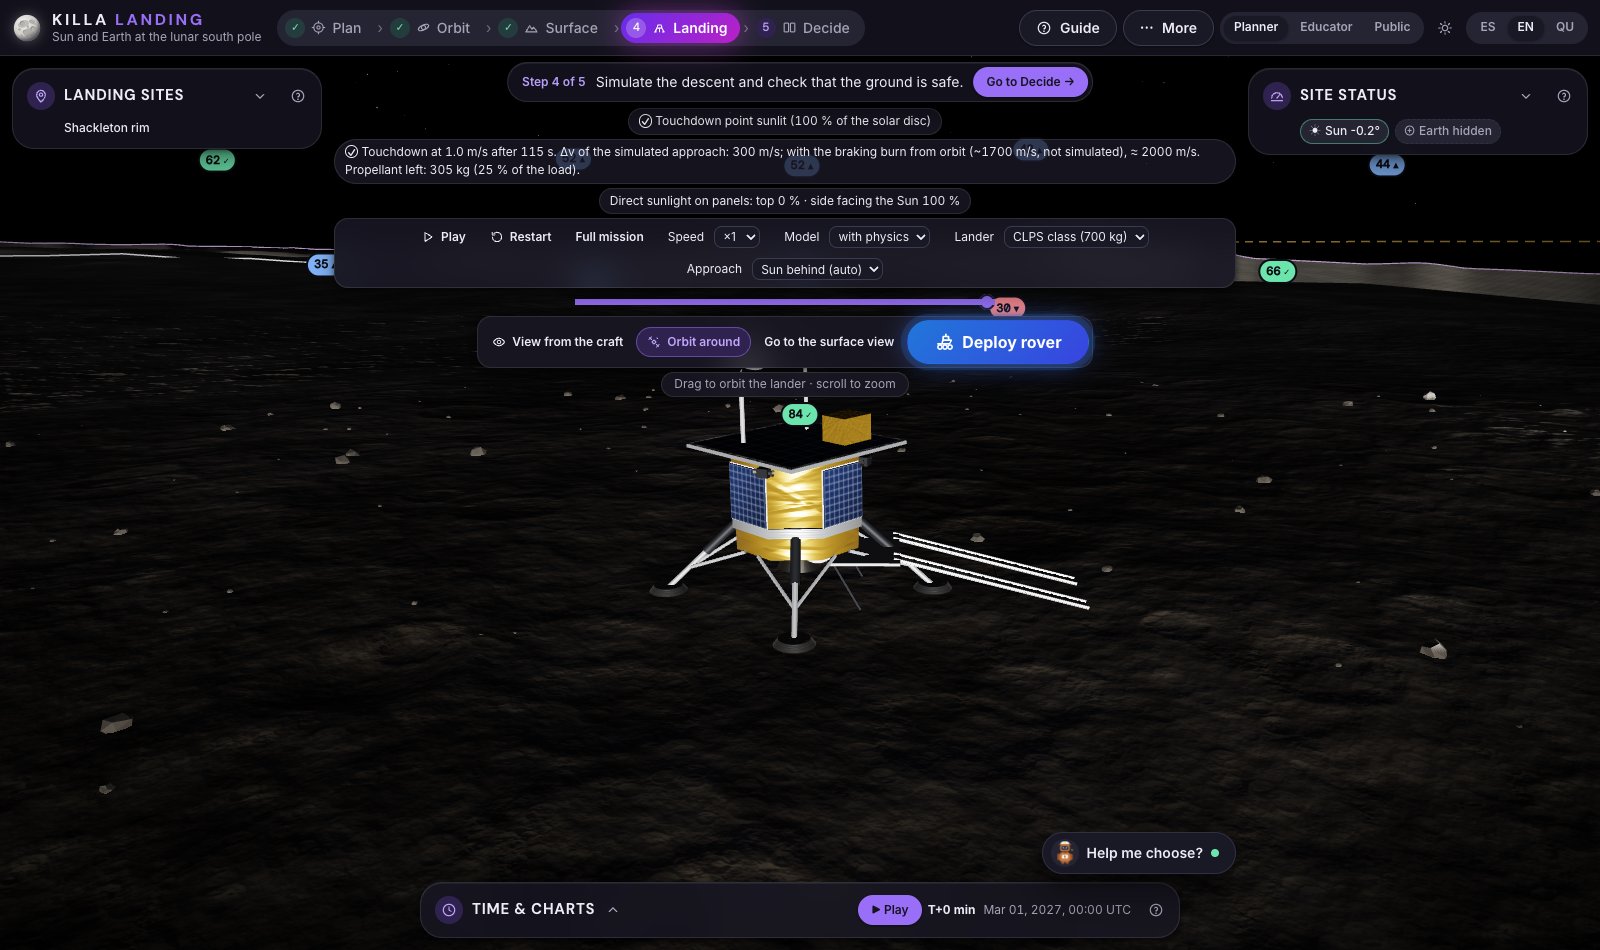 KILLA LANDING
Sun and Earth at the lunar south pole
Plan
Orbit
Surface
4 Landing
5 Decide
Guide
More
Planner
Educator
Public
ES
EN
QU
LANDING SITES
Shackleton rim
Step 4 of 5 Simulate the descent and check that the ground is safe. Go to Decide →
Touchdown point sunlit (100 % of the solar disc)
Touchdown at 1.0 m/s after 115 s. Δv of the simulated approach: 300 m/s; with the braking burn from orbit (~1700 m/s, not simulated), ≈ 2000 m/s.
Propellant left: 305 kg (25 % of the load).
Direct sunlight on panels: top 0 % · side facing the Sun 100 %
Play
Restart
Full mission
Speed ×1
Model with physics
Lander CLPS class (700 kg)
Approach Sun behind (auto)
SITE STATUS
Sun -0.2°
Earth hidden
62 ✓
52 ▲
44 ▲
35
66 ✓
30 ▼
View from the craft
Orbit around
Go to the surface view
Deploy rover
Drag to orbit the lander · scroll to zoom
84 ✓
Help me choose?
TIME & CHARTS
Play
T+0 min
Mar 01, 2027, 00:00 UTC